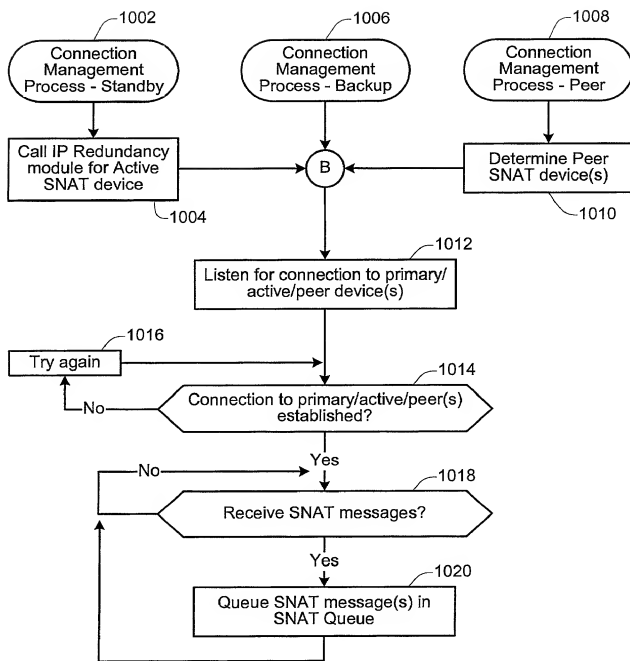 1002
Connection
Management
Process - Standby
1006
Connection
Management
Process - Backup
1008
Connection
Management
Process - Peer
Call IP Redundancy
module for Active
SNAT device
1004
B
Determine Peer
SNAT device(s)
1010
1012
Listen for connection to primary/
active/peer device(s)
1016
Try again
1014
Connection to primary/active/peer(s)
established?
No
Yes
No
1018
Receive SNAT messages?
Yes
1020
Queue SNAT message(s) in
SNAT Queue